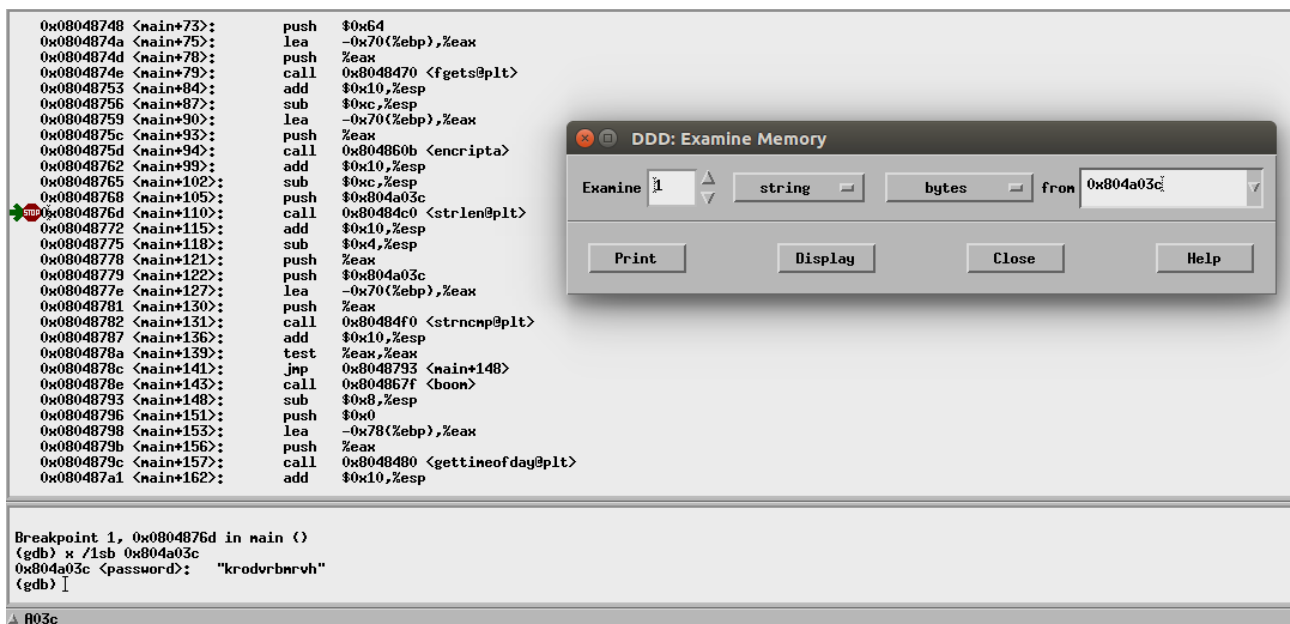 0x08048748 <main+73>: push $0x64
0x0804874a <main+75>: lea -0x70(%ebp),%eax
0x0804874d <main+78>: push %eax
0x0804874e <main+79>: call 0x8048470 <fgets@plt>
0x08048753 <main+84>: add $0x10,%esp
0x08048756 <main+87>: sub $0xc,%esp
0x08048759 <main+90>: lea -0x70(%ebp),%eax
0x0804875c <main+93>: push %eax
0x0804875d <main+94>: call 0x804860b <encripta>
0x08048762 <main+99>: add $0x10,%esp
0x08048765 <main+102>: sub $0xc,%esp
0x08048768 <main+105>: push $0x804a03c
STOP 0x0804876d <main+110>: call 0x80484c0 <strlen@plt>
0x08048772 <main+115>: add $0x10,%esp
0x08048775 <main+118>: sub $0x4,%esp
0x08048778 <main+121>: push %eax
0x08048779 <main+122>: push $0x804a03c
0x0804877e <main+127>: lea -0x70(%ebp),%eax
0x08048781 <main+130>: push %eax
0x08048782 <main+131>: call 0x80484f0 <strncmp@plt>
0x08048787 <main+136>: add $0x10,%esp
0x0804878a <main+139>: test %eax,%eax
0x0804878c <main+141>: jmp 0x8048793 <main+148>
0x0804878e <main+143>: call 0x804867f <boom>
0x08048793 <main+148>: sub $0x8,%esp
0x08048796 <main+151>: push $0x0
0x08048798 <main+153>: lea -0x78(%ebp),%eax
0x0804879b <main+156>: push %eax
0x0804879c <main+157>: call 0x8048480 <gettimeofday@plt>
0x080487a1 <main+162>: add $0x10,%esp
DDD: Examine Memory
Examine 1 string bytes from 0x804a03c
Print Display Close Help
Breakpoint 1, 0x0804876d in main ()
(gdb) x /1sb 0x804a03c
0x804a03c <password>: "krodvrbmrvh"
(gdb)
A03c